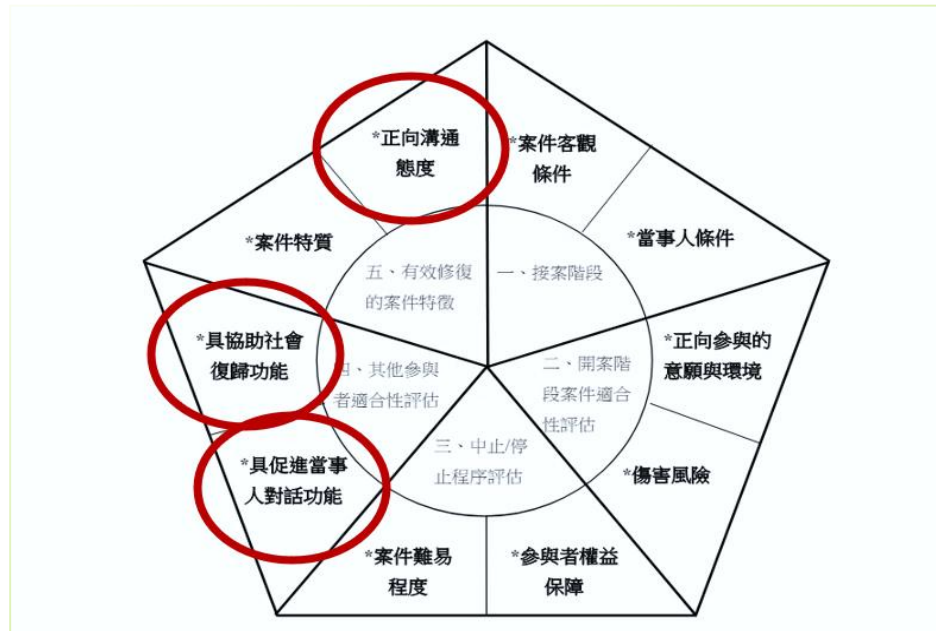 *正向溝通
態度
*案件客觀
條件
*案件特質
*當事人條件
五、有效修復
的案件特徵
一、接案階段
*具協助社會
復歸功能
*正向參與的
意願與環境
四、其他參與
者適合性評估
二、開案階
段案件適合
性評估
三、中止/停
止程序評估
*具促進當事
人對話功能
*傷害風險
*案件難易
程度
*參與者權益
保障